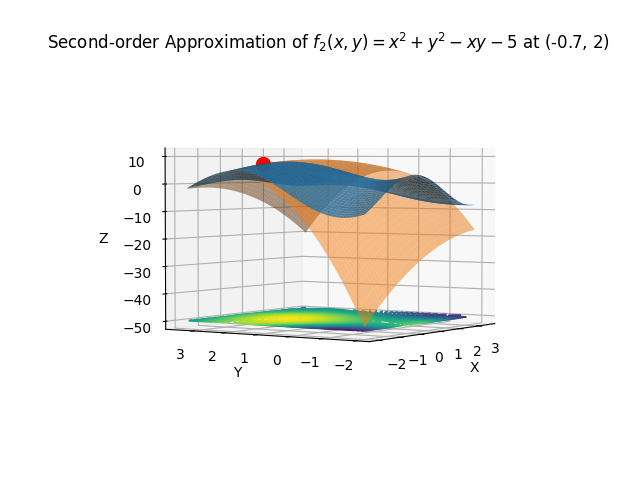 Second-order Approximation of $f_2(x, y) = x^2 + y^2 - xy - 5$ at (-0.7, 2)
10
0
−10
−20
Z
−30
−40
−50
3 2 1 0 −1 −2
Y
−2 −1 0 1 2 3
X